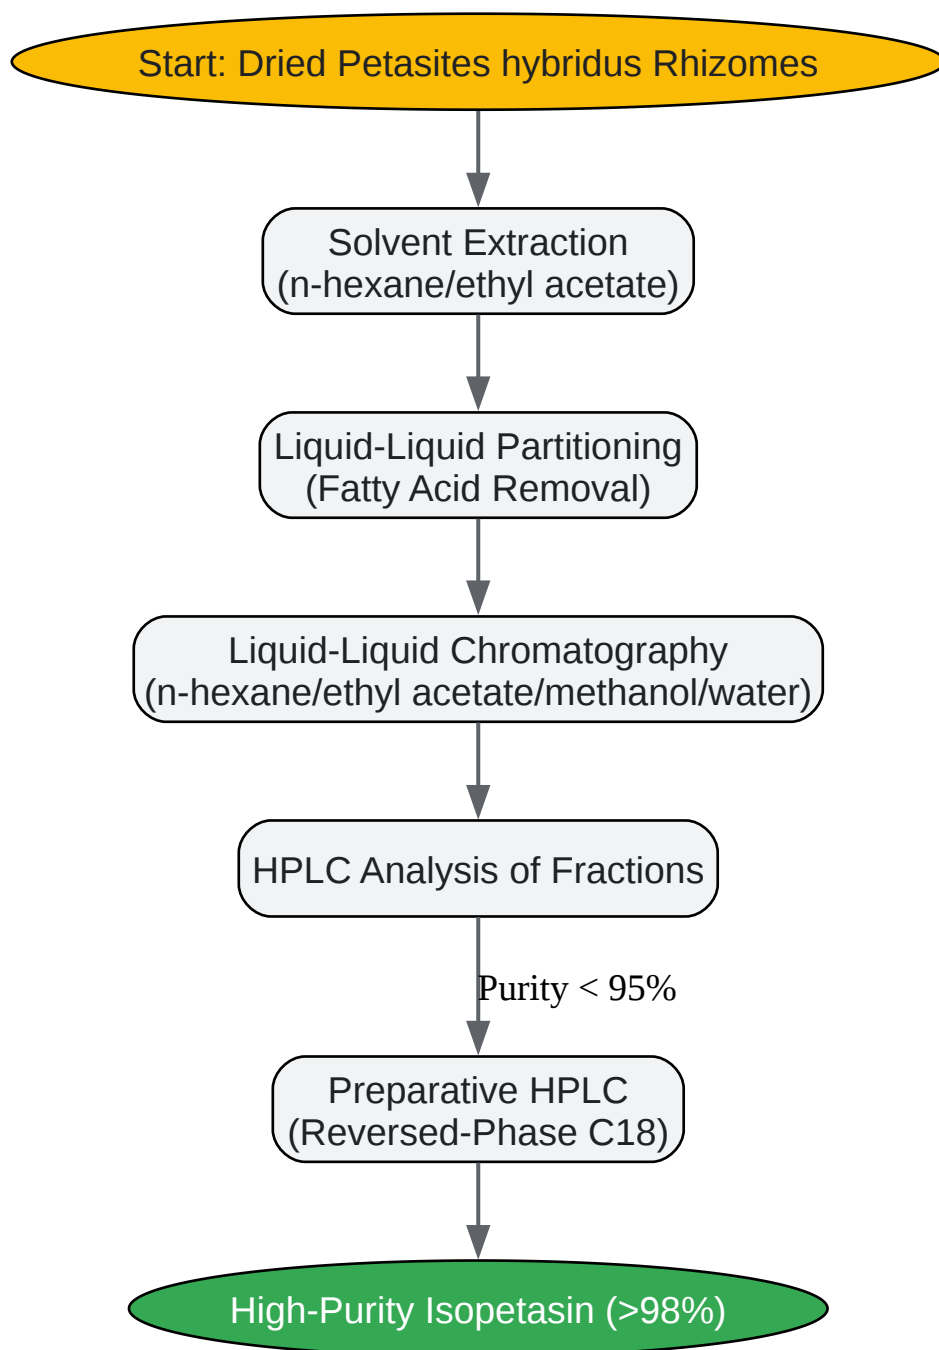 Start: Dried Petasites hybridus Rhizomes
Solvent Extraction
(n-hexane/ethyl acetate)
Liquid-Liquid Partitioning
(Fatty Acid Removal)
Liquid-Liquid Chromatography
(n-hexane/ethyl acetate/methanol/water)
HPLC Analysis of Fractions
Purity < 95%
Preparative HPLC
(Reversed-Phase C18)
High-Purity Isopetasin (>98%)